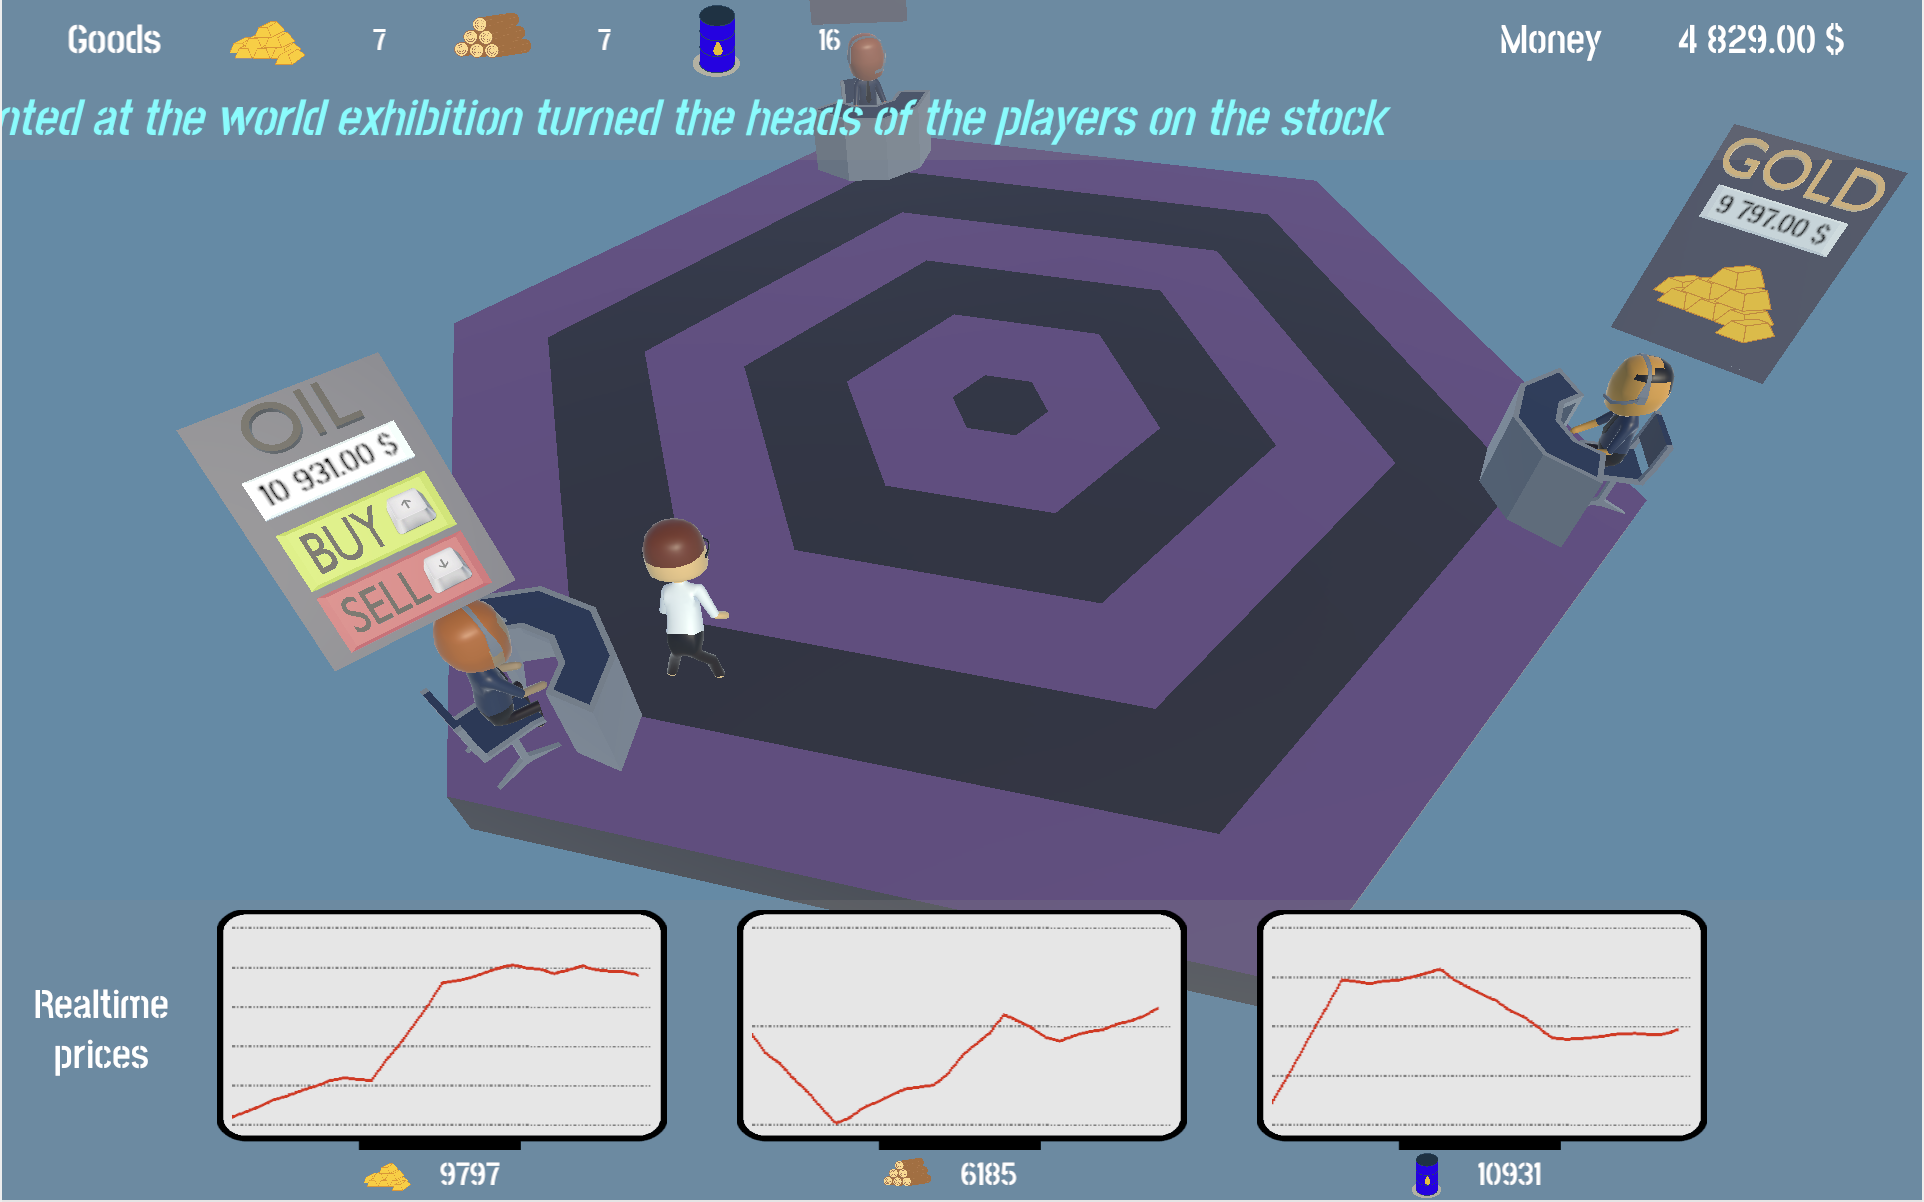 Goods 7 7 16 Money 4 829.00 $
nted at the world exhibition turned the heads of the players on the stock
GOLD
9 797.00 $
OIL
10 931.00 $
BUY ↑
SELL ↓
Realtime
prices
9797 6185 10931